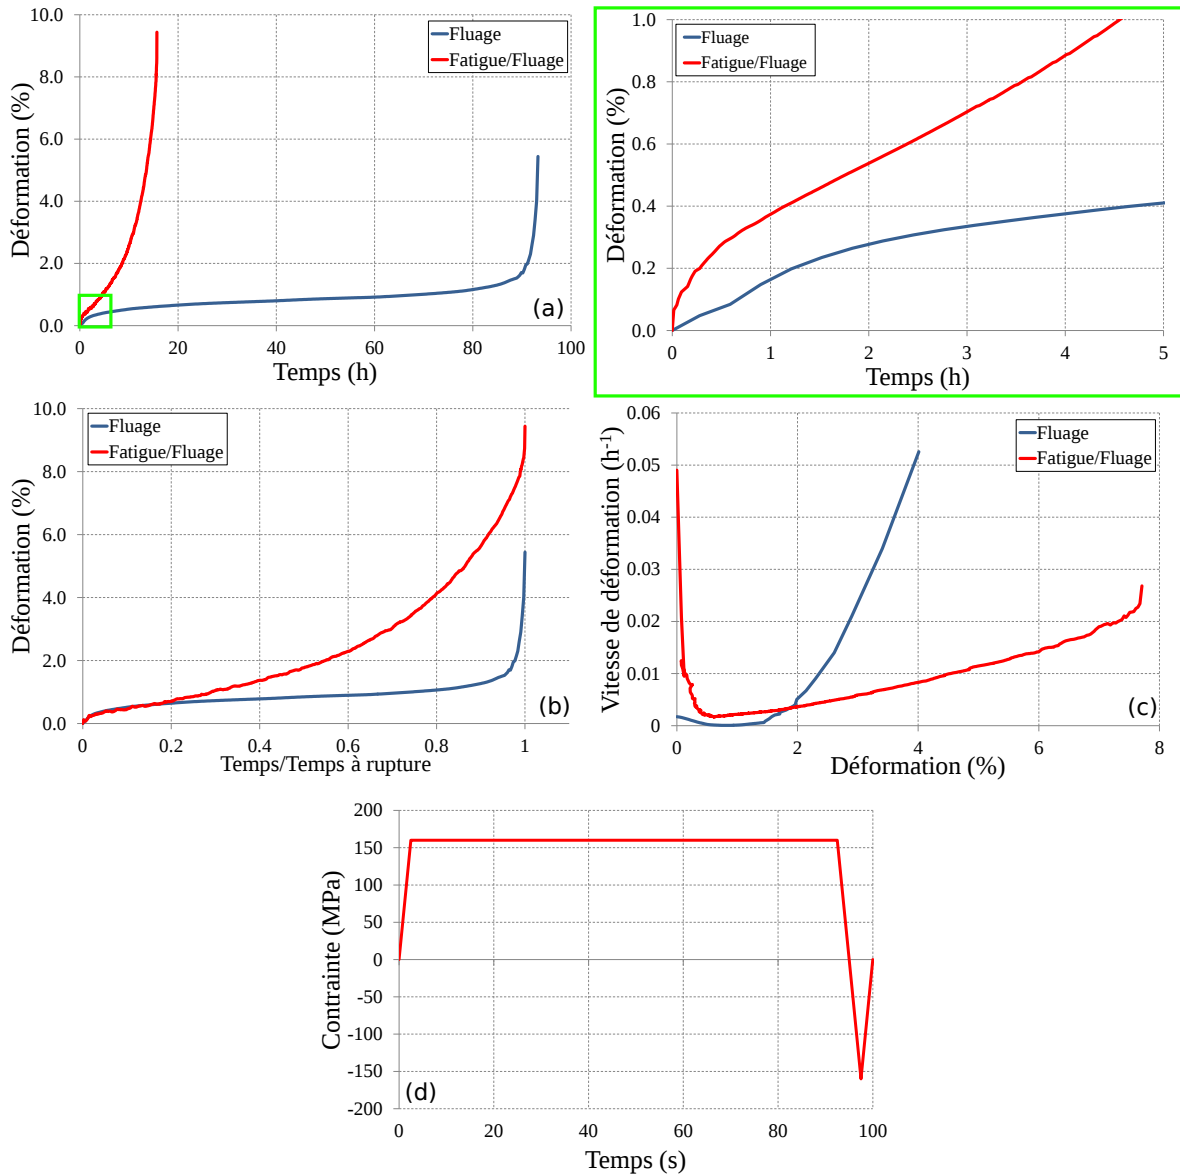 10.0
8.0
6.0
4.0
2.0
0.0
Déformation (%)
Fluage
Fatigue/Fluage
(a)
0 20 40 60 80 100
Temps (h)
1.0
0.8
0.6
0.4
0.2
0.0
Déformation (%)
Fluage
Fatigue/Fluage
0 1 2 3 4 5
Temps (h)
10.0
8.0
6.0
4.0
2.0
0.0
Déformation (%)
Fluage
Fatigue/Fluage
(b)
0 0.2 0.4 0.6 0.8 1
Temps/Temps à rupture
0.06
0.05
0.04
0.03
0.02
0.01
0
Vitesse de déformation (h-1)
Fluage
Fatigue/Fluage
(c)
0 2 4 6 8
Déformation (%)
200
150
100
50
0
-50
-100
-150
-200
Contrainte (MPa)
(d)
0 20 40 60 80 100
Temps (s)